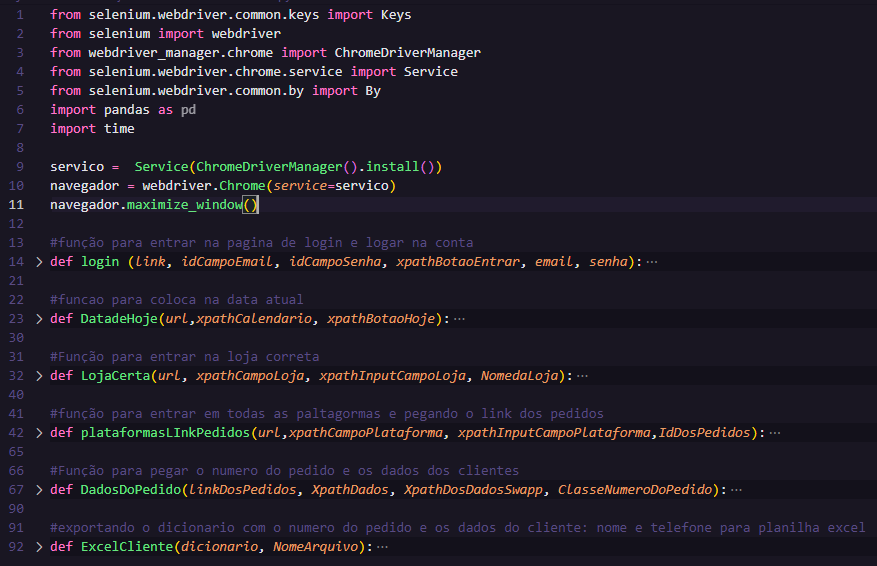 1 from selenium.webdriver.common.keys import Keys
2 from selenium import webdriver
3 from webdriver_manager.chrome import ChromeDriverManager
4 from selenium.webdriver.chrome.service import Service
5 from selenium.webdriver.common.by import By
6 import pandas as pd
7 import time
8
9 servico =  Service(ChromeDriverManager().install())
10 navegador = webdriver.Chrome(service=servico)
11 navegador.maximize_window()
12
13 #função para entrar na pagina de login e logar na conta
14 > def login (link, idCampoEmail, idCampoSenha, xpathBotaoEntrar, email, senha):···
21
22 #funcao para coloca na data atual
23 > def DatadeHoje(url,xpathCalendario, xpathBotaoHoje):···
30
31 #Função para entrar na loja correta
32 > def LojaCerta(url, xpathCampoLoja, xpathInputCampoLoja, NomedaLoja):···
40
41 #função para entrar em todas as paltagormas e pegando o link dos pedidos
42 > def plataformasLInkPedidos(url,xpathCampoPlataforma, xpathInputCampoPlataforma,IdDosPedidos):···
65
66 #Função para pegar o numero do pedido e os dados dos clientes
67 > def DadosDoPedido(linkDosPedidos, XpathDados, XpathDosDadosSwapp, ClasseNumeroDoPedido):···
90
91 #exportando o dicionario com o numero do pedido e os dados do cliente: nome e telefone para planilha excel
92 > def ExcelCliente(dicionario, NomeArquivo):···